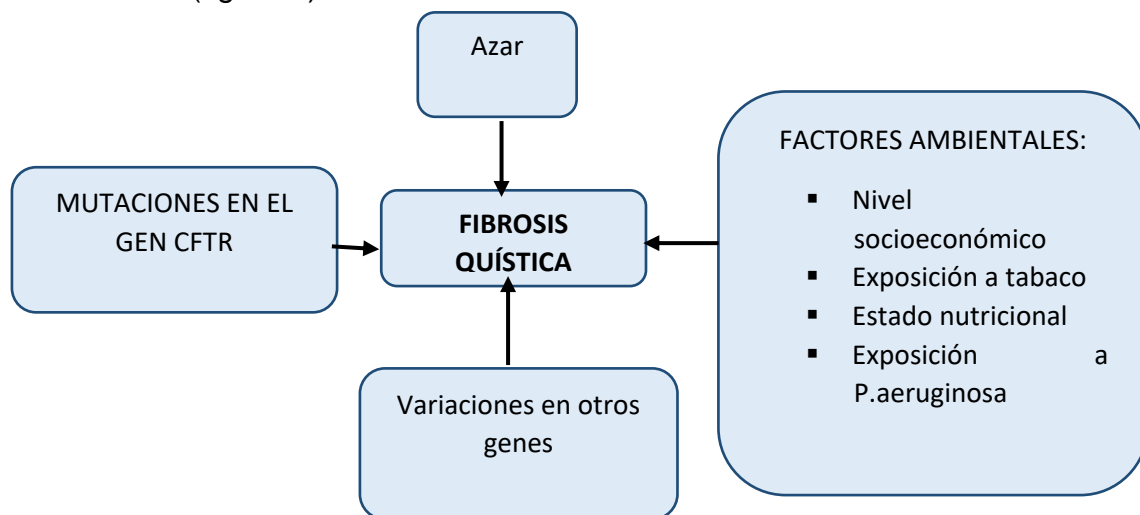 Azar
MUTACIONES EN EL
GEN CFTR
FIBROSIS
QUÍSTICA
FACTORES AMBIENTALES:
▪ Nivel
socioeconómico
▪ Exposición a tabaco
▪ Estado nutricional
▪ Exposición a
P.aeruginosa
Variaciones en otros
genes